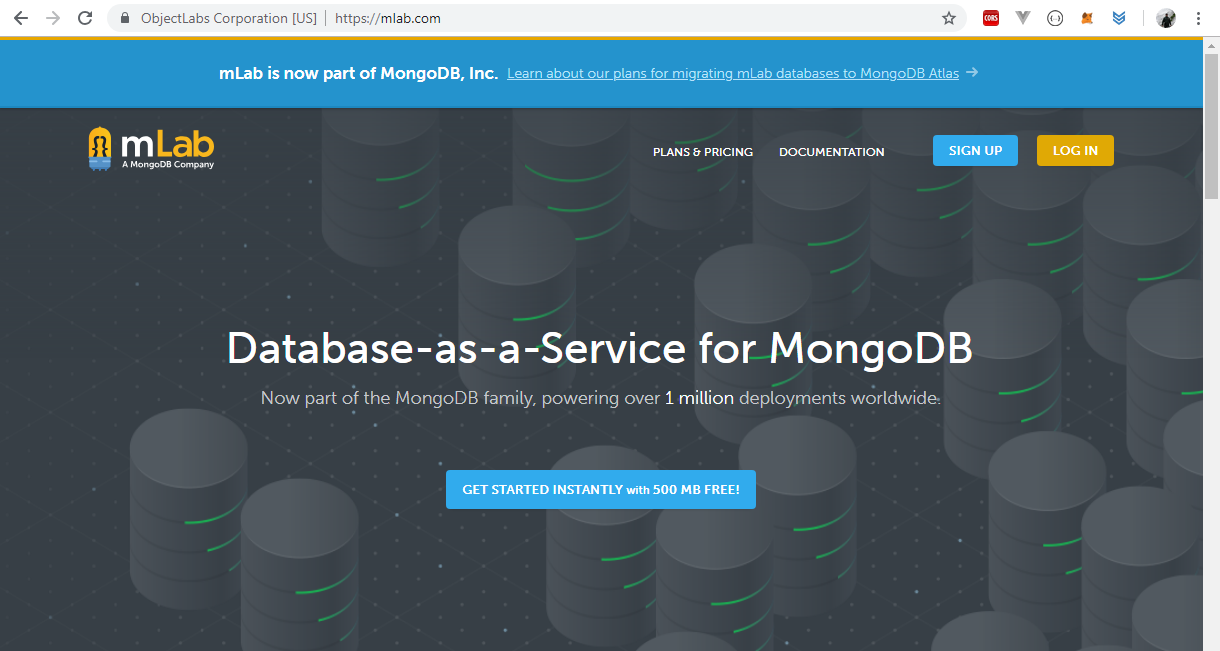 ObjectLabs Corporation [US] | https://mlab.com
CORS
mLab is now part of MongoDB, Inc. Learn about our plans for migrating mLab databases to MongoDB Atlas →
mLab
A MongoDB Company
PLANS & PRICING DOCUMENTATION SIGN UP LOG IN
Database-as-a-Service for MongoDB
Now part of the MongoDB family, powering over 1 million deployments worldwide.
GET STARTED INSTANTLY with 500 MB FREE!